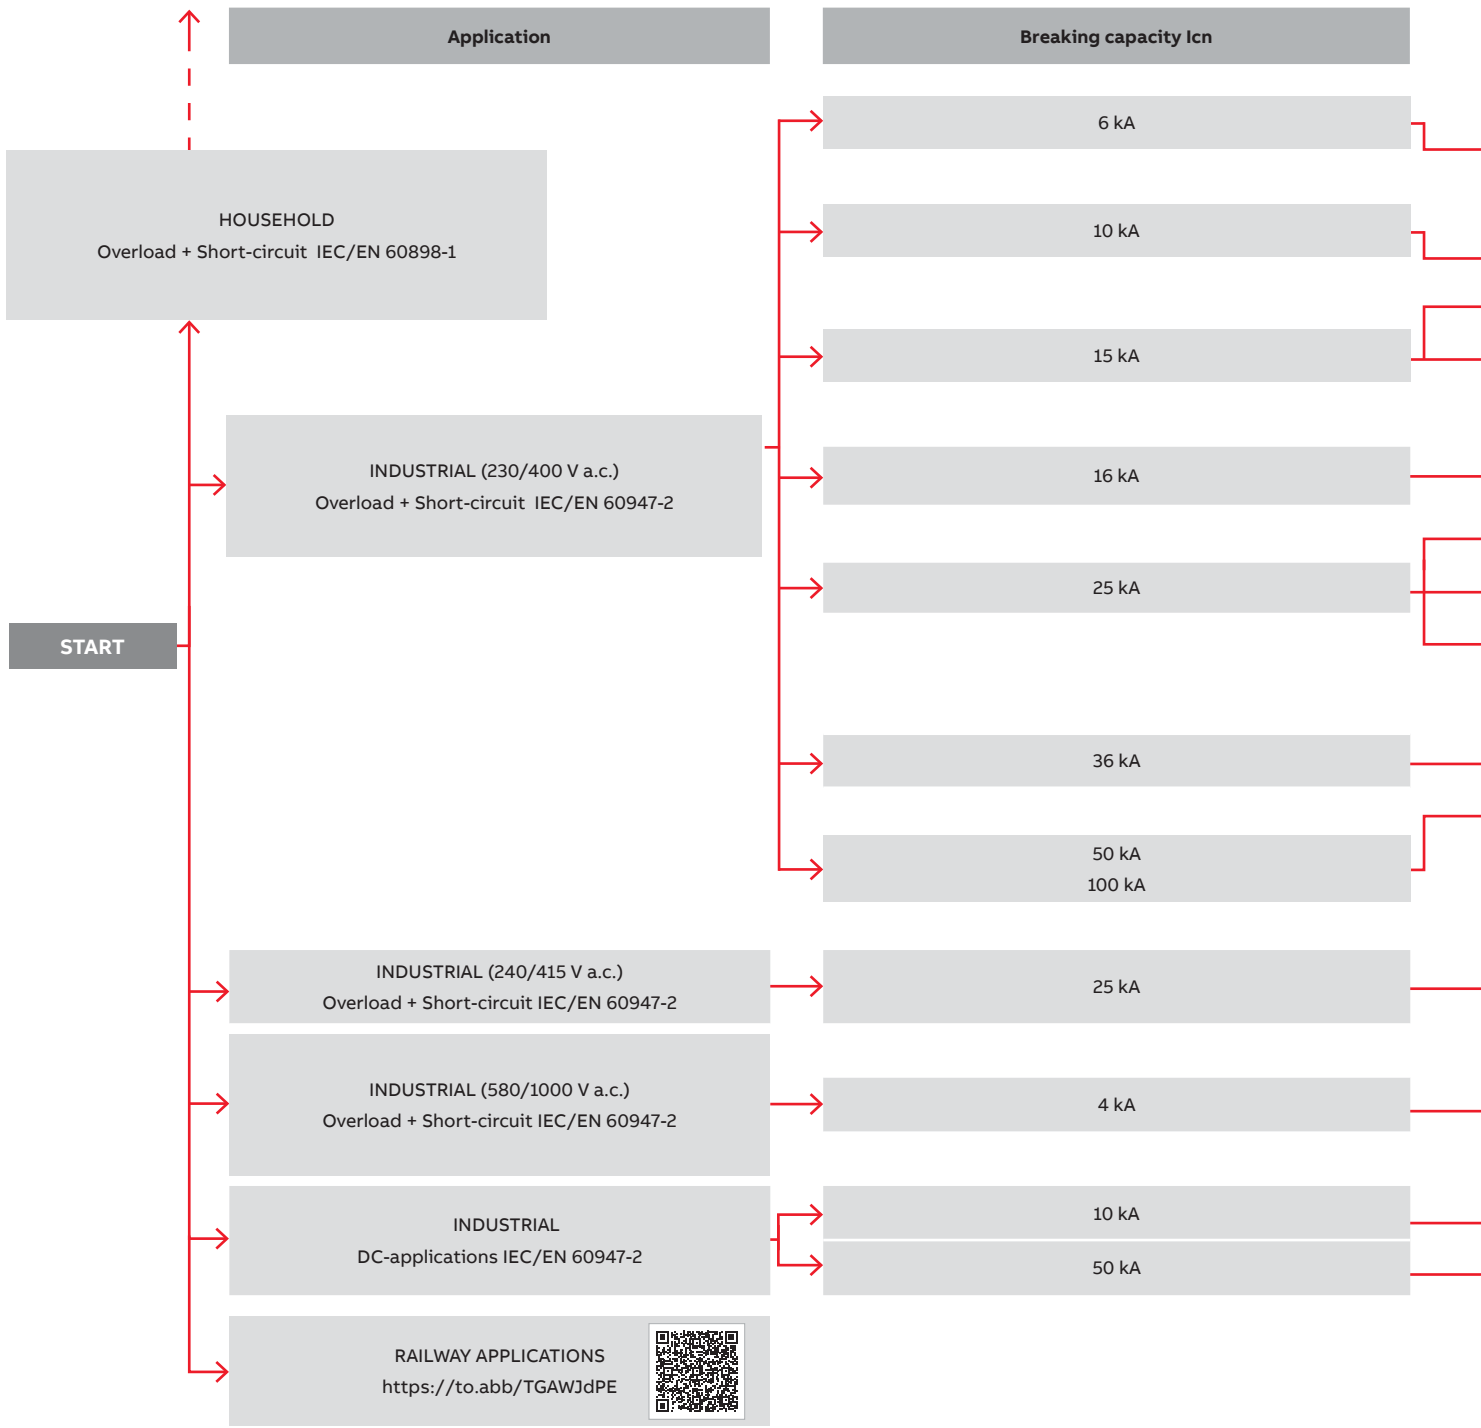 Application
Breaking capacity Icn
6 kA
HOUSEHOLD
Overload + Short-circuit IEC/EN 60898-1
10 kA
15 kA
INDUSTRIAL (230/400 V a.c.)
Overload + Short-circuit IEC/EN 60947-2
16 kA
25 kA
START
36 kA
50 kA
100 kA
INDUSTRIAL (240/415 V a.c.)
Overload + Short-circuit IEC/EN 60947-2
25 kA
INDUSTRIAL (580/1000 V a.c.)
Overload + Short-circuit IEC/EN 60947-2
4 kA
INDUSTRIAL
DC-applications IEC/EN 60947-2
10 kA
50 kA
RAILWAY APPLICATIONS
https://to.abb/TGAWJdPE